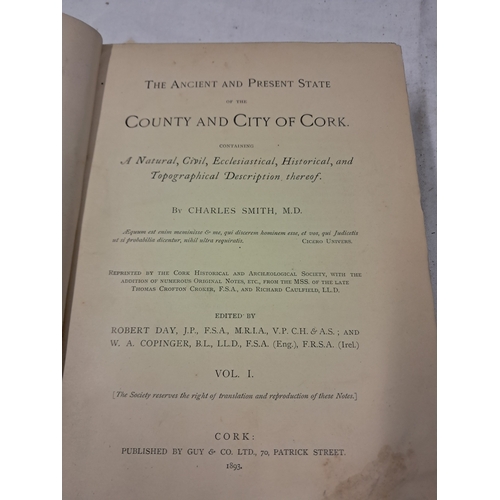 The Ancient and Present State
OF THE
County and City of Cork.
CONTAINING
A Natural, Civil, Ecclesiastical, Historical, and
Topographical Description thereof.
By CHARLES SMITH, M.D.
Æquum est enim meminisse & me, qui disseram hominem esse, et vos, qui Judicetis
ut si probabilia dicentur, nihil ultra requiratis. Cicero Univers.
Reprinted by the Cork Historical and Archæological Society, with the
addition of numerous Original Notes, etc., from the MSS. of the late
Thomas Crofton Croker, F.S.A., and Richard Caulfield, LL.D.
EDITED BY
ROBERT DAY, J.P., F.S.A., M.R.I.A., V.P. C.H. & A.S.; AND
W. A. COPINGER, B.L., LL.D., F.S.A. (Eng.), F.R.S.A. (Irel.)
VOL. I.
[The Society reserves the right of translation and reproduction of these Notes.]
CORK:
PUBLISHED BY GUY & CO. LTD., 70, PATRICK STREET.
1893.